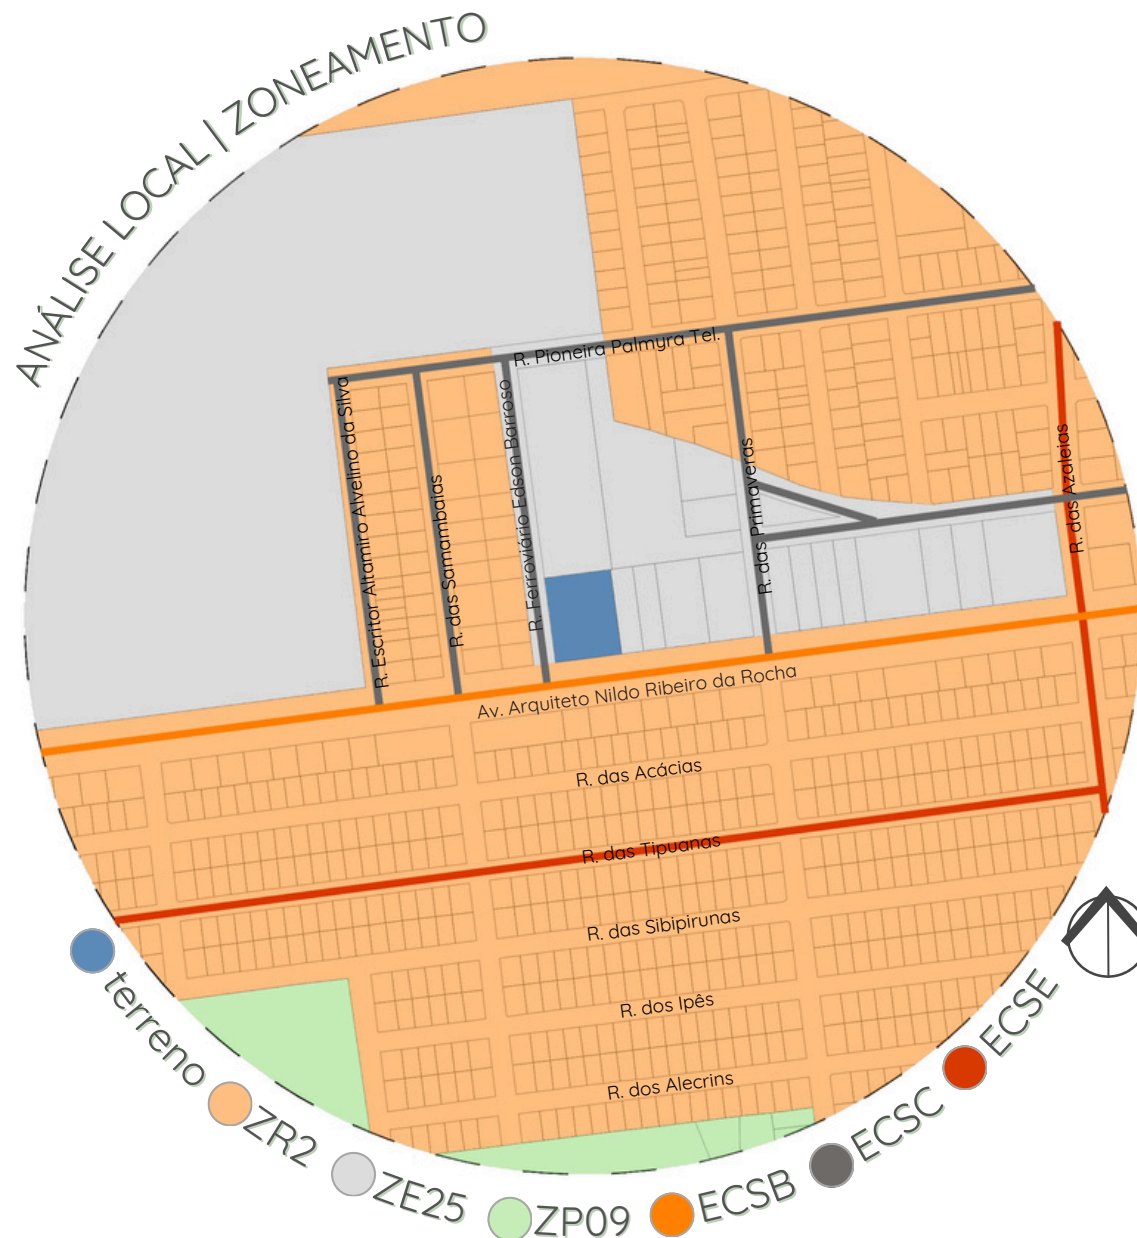 ANÁLISE LOCAL | ZONEAMENTO
R. Pioneira Palmyra Tel.
R. Escritor Altamiro Alvelino da Silva
R. das Samambaias
R. Ferroviário Edson Barroso
R. das Primaveras
R. das Azaleias
Av. Arquiteto Nildo Ribeiro da Rocha
R. das Acácias
R. das Tipuanas
R. das Sibipirunas
R. dos Ipês
R. dos Alecrins
terreno
ZR2
ZE25
ZP09
ECSB
ECSC
ECSE